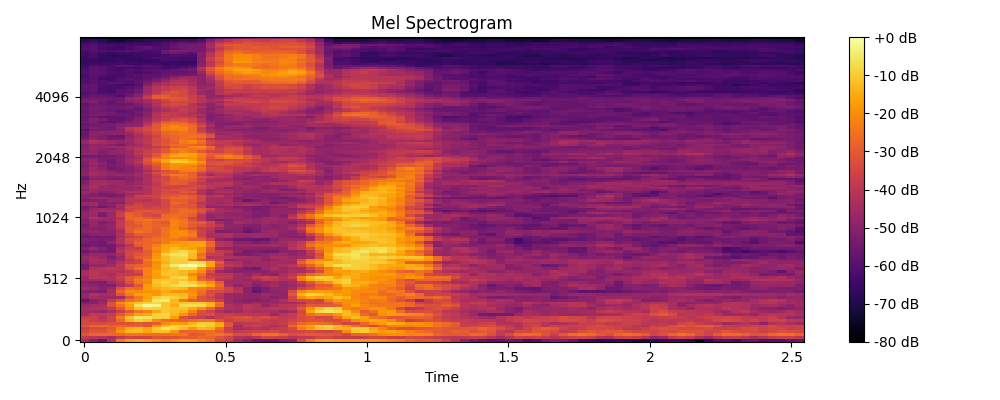 Mel Spectrogram
+0 dB
-10 dB
-20 dB
-30 dB
-40 dB
-50 dB
-60 dB
-70 dB
-80 dB
Hz
4096
2048
1024
512
0
0 0.5 1 1.5 2 2.5
Time